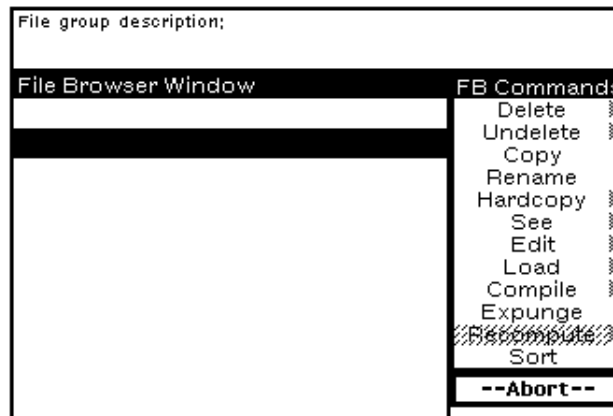 File group description;
File Browser Window
FB Commands
Delete
Undelete
Copy
Rename
Hardcopy
See
Edit
Load
Compile
Expunge
Recompute
Sort
--Abort--